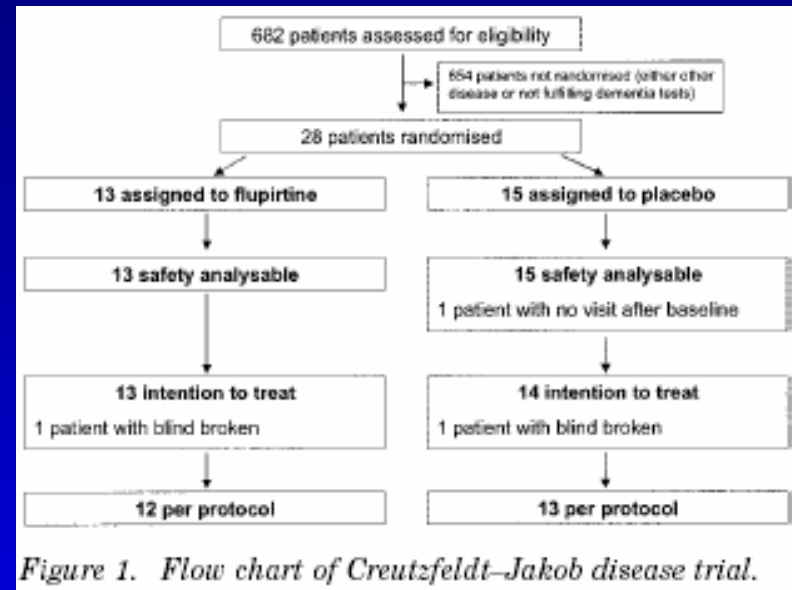 682 patients assessed for eligibility
654 patients not randomised (either other
disease or not fulfilling dementia tests)
28 patients randomised
13 assigned to flupirtine
15 assigned to placebo
13 safety analysable
15 safety analysable
1 patient with no visit after baseline
13 intention to treat
1 patient with blind broken
14 intention to treat
1 patient with blind broken
12 per protocol
13 per protocol
Figure 1. Flow chart of Creutzfeldt–Jakob disease trial.